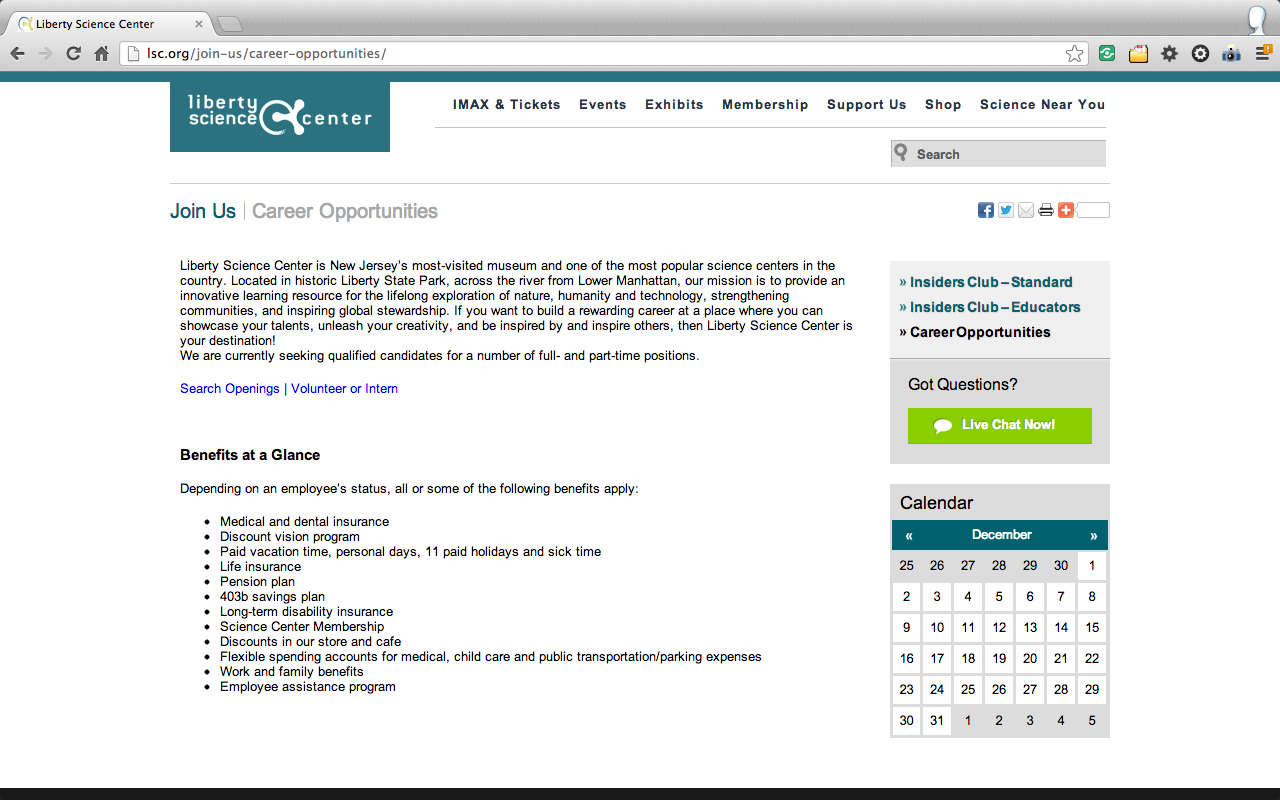 Liberty Science Center
lsc.org/join-us/career-opportunities/
liberty science center
IMAX & Tickets Events Exhibits Membership Support Us Shop Science Near You
Search
Join Us | Career Opportunities
Liberty Science Center is New Jersey's most-visited museum and one of the most popular science centers in the
country. Located in historic Liberty State Park, across the river from Lower Manhattan, our mission is to provide an
innovative learning resource for the lifelong exploration of nature, humanity and technology, strengthening
communities, and inspiring global stewardship. If you want to build a rewarding career at a place where you can
showcase your talents, unleash your creativity, and be inspired by and inspire others, then Liberty Science Center is
your destination!
We are currently seeking qualified candidates for a number of full- and part-time positions.
Search Openings | Volunteer or Intern
Benefits at a Glance
Depending on an employee's status, all or some of the following benefits apply:
• Medical and dental insurance
• Discount vision program
• Paid vacation time, personal days, 11 paid holidays and sick time
• Life insurance
• Pension plan
• 403b savings plan
• Long-term disability insurance
• Science Center Membership
• Discounts in our store and cafe
• Flexible spending accounts for medical, child care and public transportation/parking expenses
• Work and family benefits
• Employee assistance program
» Insiders Club – Standard
» Insiders Club – Educators
» Career Opportunities
Got Questions?
Live Chat Now!
Calendar
« December »
25 26 27 28 29 30 1
2 3 4 5 6 7 8
9 10 11 12 13 14 15
16 17 18 19 20 21 22
23 24 25 26 27 28 29
30 31 1 2 3 4 5